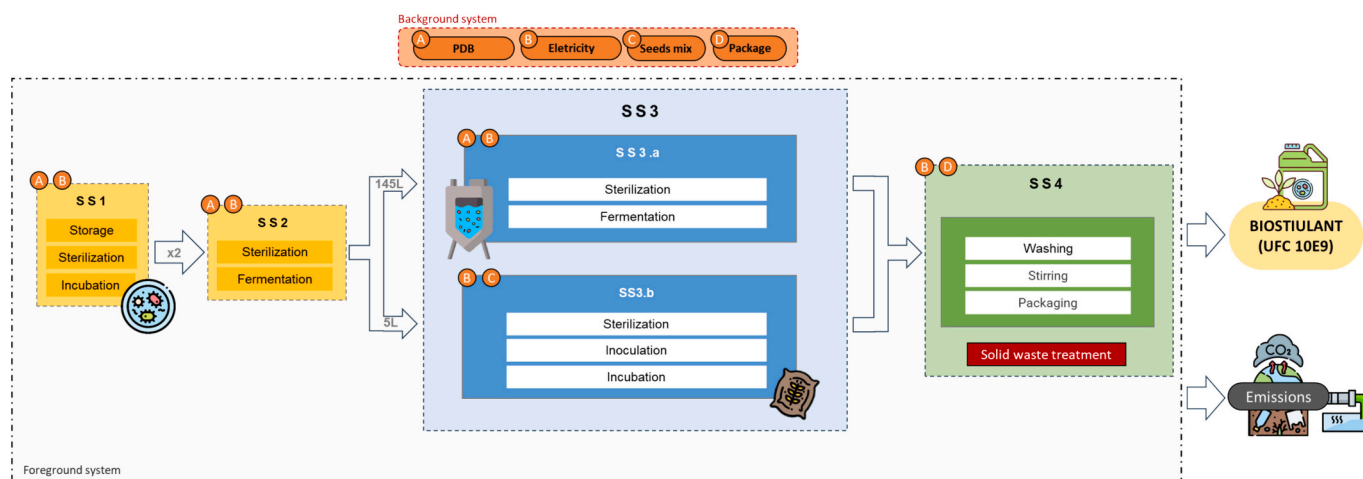 Background system
A PDB
B Eletricity
C Seeds mix
D Package
SS3
A B
SS3.a
Sterilization
Fermentation
A B
SS1
Storage
Sterilization
Incubation
x2
A B
SS2
Sterilization
Fermentation
145L
5L
B C
SS3.b
Sterilization
Inoculation
Incubation
B D
SS4
Washing
Stirring
Packaging
Solid waste treatment
BIOSTIULANT
(UFC 10E9)
CO₂
Emissions
Foreground system